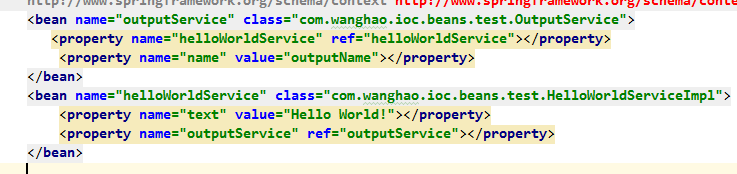 http://www.springframework.org/schema/context http://www.springframework.org/schema/conte
<bean name="outputService" class="com.wanghao.ioc.beans.test.OutputService">
<property name="helloWorldService" ref="helloWorldService"></property>
<property name="name" value="outputName"></property>
</bean>
<bean name="helloWorldService" class="com.wanghao.ioc.beans.test.HelloWorldServiceImpl">
<property name="text" value="Hello World!"></property>
<property name="outputService" ref="outputService"></property>
</bean>